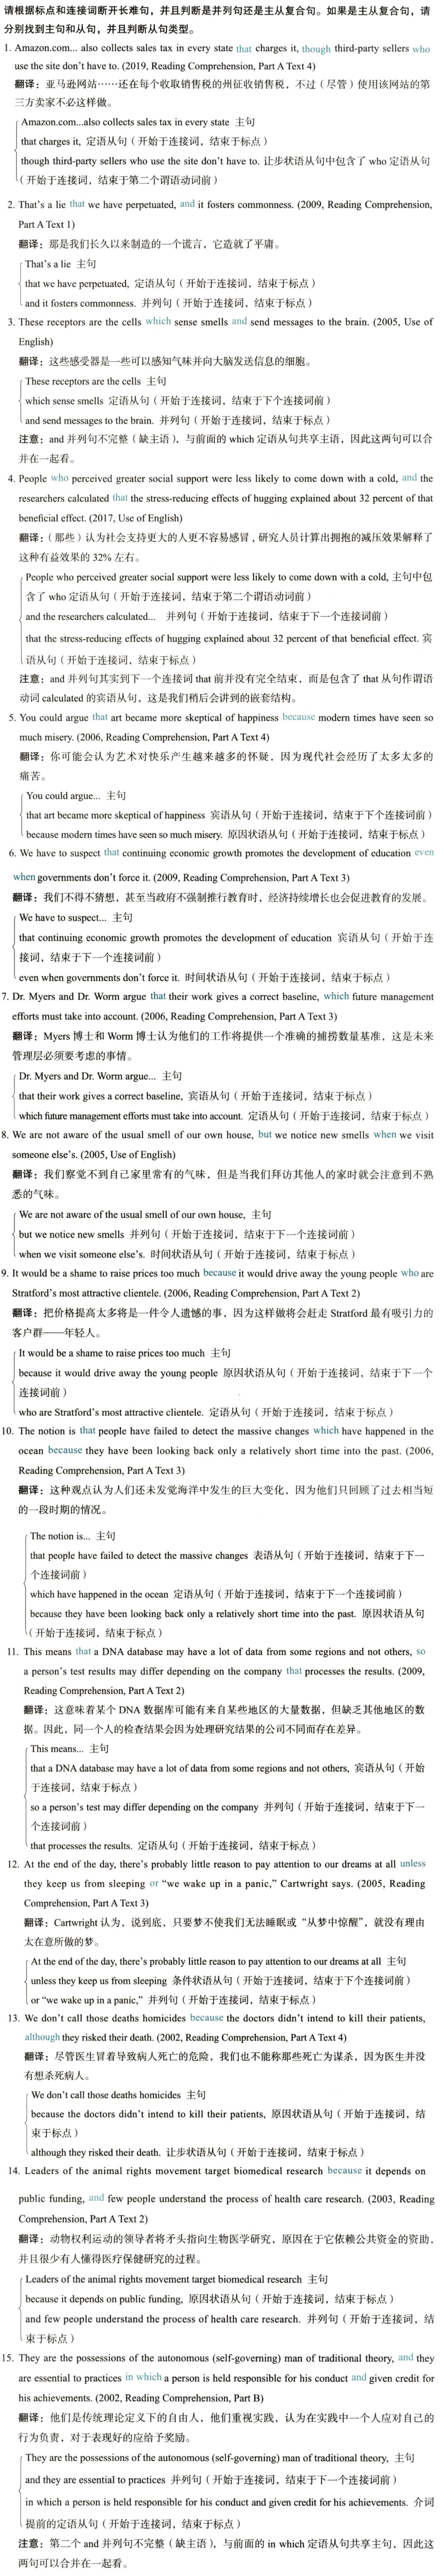 请根据标点和连接词断开长难句，并且判断是并列句还是主从复合句。如果是主从复合句，请
分别找到主句和从句，并且判断从句类型。
1. Amazon.com... also collects sales tax in every state that charges it, though third-party sellers who
use the site don't have to. (2019, Reading Comprehension, Part A Text 4)
翻译：亚马逊网站……还在每个收取销售税的州征收销售税，不过（尽管）使用该网站的第
三方卖家不必这样做。
Amazon.com...also collects sales tax in every state 主句
that charges it, 定语从句（开始于连接词，结束于标点）
though third-party sellers who use the site don't have to. 让步状语从句中包含了 who 定语从句
（开始于连接词，结束于第二个谓语动词前）
2. That's a lie that we have perpetuated, and it fosters commonness. (2009, Reading Comprehension,
Part A Text 1)
翻译：那是我们长久以来制造的一个谎言，它造就了平庸。
That's a lie 主句
that we have perpetuated, 定语从句（开始于连接词，结束于标点）
and it fosters commonness. 并列句（开始于连接词，结束于标点）
3. These receptors are the cells which sense smells and send messages to the brain. (2005, Use of
English)
翻译：这些感受器是一些可以感知气味并向大脑发送信息的细胞。
These receptors are the cells 主句
which sense smells 定语从句（开始于连接词，结束于下个连接词前）
and send messages to the brain. 并列句（开始于连接词，结束于标点）
注意：and 并列句不完整（缺主语），与前面的 which 定语从句共享主语，因此这两句可以合
并在一起看。
4. People who perceived greater social support were less likely to come down with a cold, and the
researchers calculated that the stress-reducing effects of hugging explained about 32 percent of that
beneficial effect. (2017, Use of English)
翻译：（那些）认为社会支持更大的人更不容易感冒，研究人员计算出拥抱的减压效果解释了
这种有益效果的 32% 左右。
People who perceived greater social support were less likely to come down with a cold, 主句中包
含了 who 定语从句（开始于连接词，结束于第二个谓语动词前）
and the researchers calculated... 并列句（开始于连接词，结束于下一个连接词前）
that the stress-reducing effects of hugging explained about 32 percent of that beneficial effect. 宾
语从句（开始于连接词，结束于标点）
注意：and 并列句其实到下一个连接词 that 前并没有完全结束，而是包含了 that 从句作谓语
动词 calculated 的宾语从句，这是我们稍后会讲到的嵌套结构。
5. You could argue that art became more skeptical of happiness because modern times have seen so
much misery. (2006, Reading Comprehension, Part A Text 4)
翻译：你可能会认为艺术对快乐产生越来越多的怀疑，因为现代社会经历了太多太多的
痛苦。
You could argue... 主句
that art became more skeptical of happiness 宾语从句（开始于连接词，结束于下个连接词前）
because modern times have seen so much misery. 原因状语从句（开始于连接词，结束于标点）
6. We have to suspect that continuing economic growth promotes the development of education even
when governments don't force it. (2009, Reading Comprehension, Part A Text 3)
翻译：我们不得不猜想，甚至当政府不强制推行教育时，经济持续增长也会促进教育的发展。
We have to suspect... 主句
that continuing economic growth promotes the development of education 宾语从句（开始于连
接词，结束于下一个连接词前）
even when governments don't force it. 时间状语从句（开始于连接词，结束于标点）
7. Dr. Myers and Dr. Worm argue that their work gives a correct baseline, which future management
efforts must take into account. (2006, Reading Comprehension, Part A Text 3)
翻译：Myers 博士和 Worm 博士认为他们的工作将提供一个准确的捕捞数量基准，这是未来
管理层必须要考虑的事情。
Dr. Myers and Dr. Worm argue... 主句
that their work gives a correct baseline, 宾语从句（开始于连接词，结束于标点）
which future management efforts must take into account. 定语从句（开始于连接词，结束于标点）
8. We are not aware of the usual smell of our own house, but we notice new smells when we visit
someone else's. (2005, Use of English)
翻译：我们察觉不到自己家里常有的气味，但是当我们拜访其他人的家时就会注意到不熟
悉的气味。
We are not aware of the usual smell of our own house, 主句
but we notice new smells 并列句（开始于连接词，结束于下一个连接词前）
when we visit someone else's. 时间状语从句（开始于连接词，结束于标点）
9. It would be a shame to raise prices too much because it would drive away the young people who are
Stratford's most attractive clientele. (2006, Reading Comprehension, Part A Text 2)
翻译：把价格提高太多将是一件令人遗憾的事，因为这样做将会赶走 Stratford 最有吸引力的
客户群——年轻人。
It would be a shame to raise prices too much 主句
because it would drive away the young people 原因状语从句（开始于连接词，结束于下一个
连接词前）
who are Stratford's most attractive clientele. 定语从句（开始于连接词，结束于标点）
10. The notion is that people have failed to detect the massive changes which have happened in the
ocean because they have been looking back only a relatively short time into the past. (2006,
Reading Comprehension, Part A Text 3)
翻译：这种观点认为人们还未发觉海洋中发生的巨大变化，因为他们只回顾了过去相当短
的一段时期的情况。
The notion is... 主句
that people have failed to detect the massive changes 表语从句（开始于连接词，结束于下一
个连接词前）
which have happened in the ocean 定语从句（开始于连接词，结束于下一个连接词前）
because they have been looking back only a relatively short time into the past. 原因状语从句
（开始于连接词，结束于标点）
11. This means that a DNA database may have a lot of data from some regions and not others, so
a person's test results may differ depending on the company that processes the results. (2009,
Reading Comprehension, Part A Text 2)
翻译：这意味着某个 DNA 数据库可能有来自某些地区的大量数据，但缺乏其他地区的数
据。因此，同一个人的检查结果会因为处理研究结果的公司不同而存在差异。
This means... 主句
that a DNA database may have a lot of data from some regions and not others, 宾语从句（开始
于连接词，结束于标点）
so a person's test may differ depending on the company 并列句（开始于连接词，结束于下一
个连接词前）
that processes the results. 定语从句（开始于连接词，结束于标点）
12. At the end of the day, there's probably little reason to pay attention to our dreams at all unless
they keep us from sleeping or “we wake up in a panic,” Cartwright says. (2005, Reading
Comprehension, Part A Text 3)
翻译：Cartwright 认为，说到底，只要梦不使我们无法睡眠或“从梦中惊醒”，就没有理由
太在意所做的梦。
At the end of the day, there's probably little reason to pay attention to our dreams at all 主句
unless they keep us from sleeping 条件状语从句（开始于连接词，结束于下个连接词前）
or “we wake up in a panic,” 并列句（开始于连接词，结束于标点）
13. We don't call those deaths homicides because the doctors didn't intend to kill their patients,
although they risked their death. (2002, Reading Comprehension, Part A Text 4)
翻译：尽管医生冒着导致病人死亡的危险，我们也不能称那些死亡为谋杀，因为医生并没
有想杀死病人。
We don't call those deaths homicides 主句
because the doctors didn't intend to kill their patients, 原因状语从句（开始于连接词，结
束于标点）
although they risked their death. 让步状语从句（开始于连接词，结束于标点）
14. Leaders of the animal rights movement target biomedical research because it depends on
public funding, and few people understand the process of health care research. (2003, Reading
Comprehension, Part A Text 2)
翻译：动物权利运动的领导者将矛头指向生物医学研究，原因在于它依赖公共资金的资助，
并且很少有人懂得医疗保健研究的过程。
Leaders of the animal rights movement target biomedical research 主句
because it depends on public funding, 原因状语从句（开始于连接词，结束于标点）
and few people understand the process of health care research. 并列句（开始于连接词，结
束于标点）
15. They are the possessions of the autonomous (self-governing) man of traditional theory, and they
are essential to practices in which a person is held responsible for his conduct and given credit for
his achievements. (2002, Reading Comprehension, Part B)
翻译：他们是传统理论定义下的自由人，他们重视实践，认为在实践中一个人应对自己的
行为负责，对于表现好的应给予奖励。
They are the possessions of the autonomous (self-governing) man of traditional theory, 主句
and they are essential to practices 并列句（开始于连接词，结束于下一个连接词前）
in which a person is held responsible for his conduct and given credit for his achievements. 介词
提前的定语从句（开始于连接词，结束于标点）
注意：第二个 and 并列句不完整（缺主语），与前面的 in which 定语从句共享主句，因此这
两句可以合并在一起看。